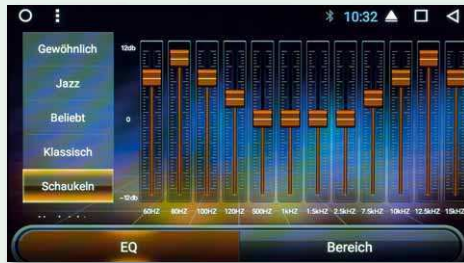 10:32
Gewöhnlich
Jazz
Beliebt
Klassisch
Schaukeln
12db
0
-12db
60HZ 80HZ 100HZ 120HZ 500HZ 1kHZ 1.5kHZ 2.5kHZ 7.5kHZ 10kHZ 12.5kHZ 15kHZ
EQ
Bereich